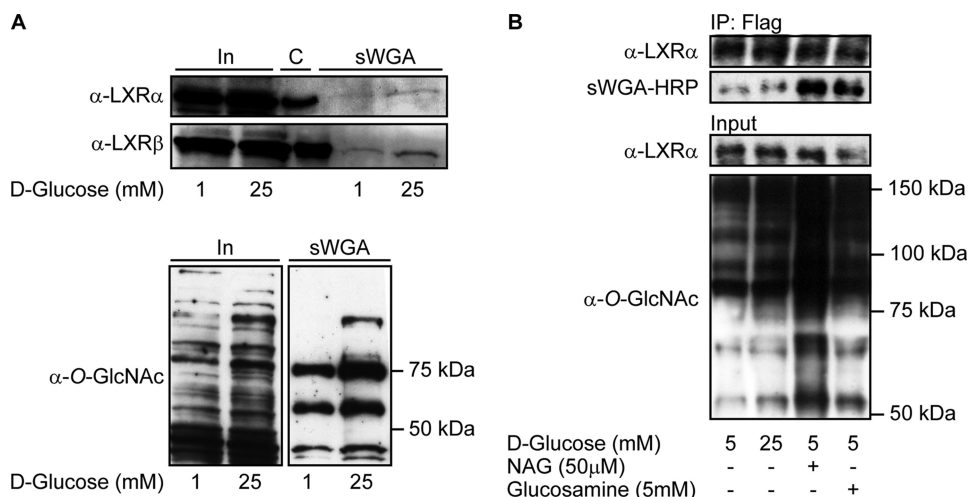 A
In C sWGA
α-LXRα
α-LXRβ
D-Glucose (mM) 1 25 1 25
In sWGA
α-O-GlcNAc
75 kDa
50 kDa
D-Glucose (mM) 1 25 1 25
B
IP: Flag
α-LXRα
sWGA-HRP
Input
α-LXRα
150 kDa
100 kDa
α-O-GlcNAc
75 kDa
50 kDa
D-Glucose (mM) 5 25 5 5
NAG (50μM) - - + -
Glucosamine (5mM) - - - +